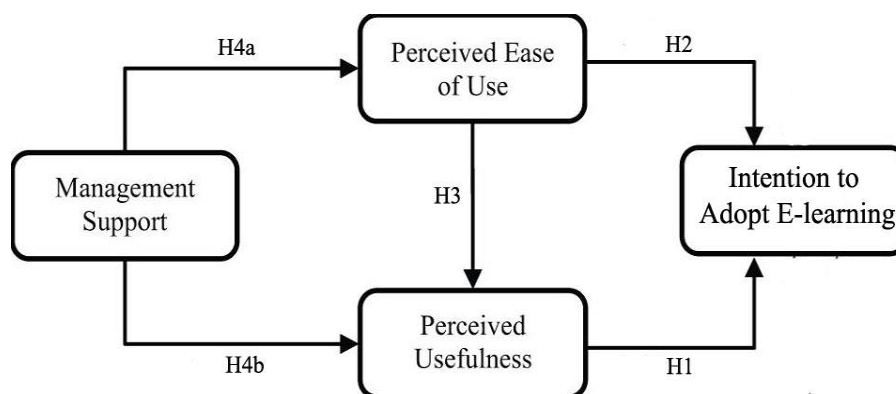 H4a
Perceived Ease
of Use
H2
Management
Support
H3
Intention to
Adopt E-learning
H4b
Perceived
Usefulness
H1